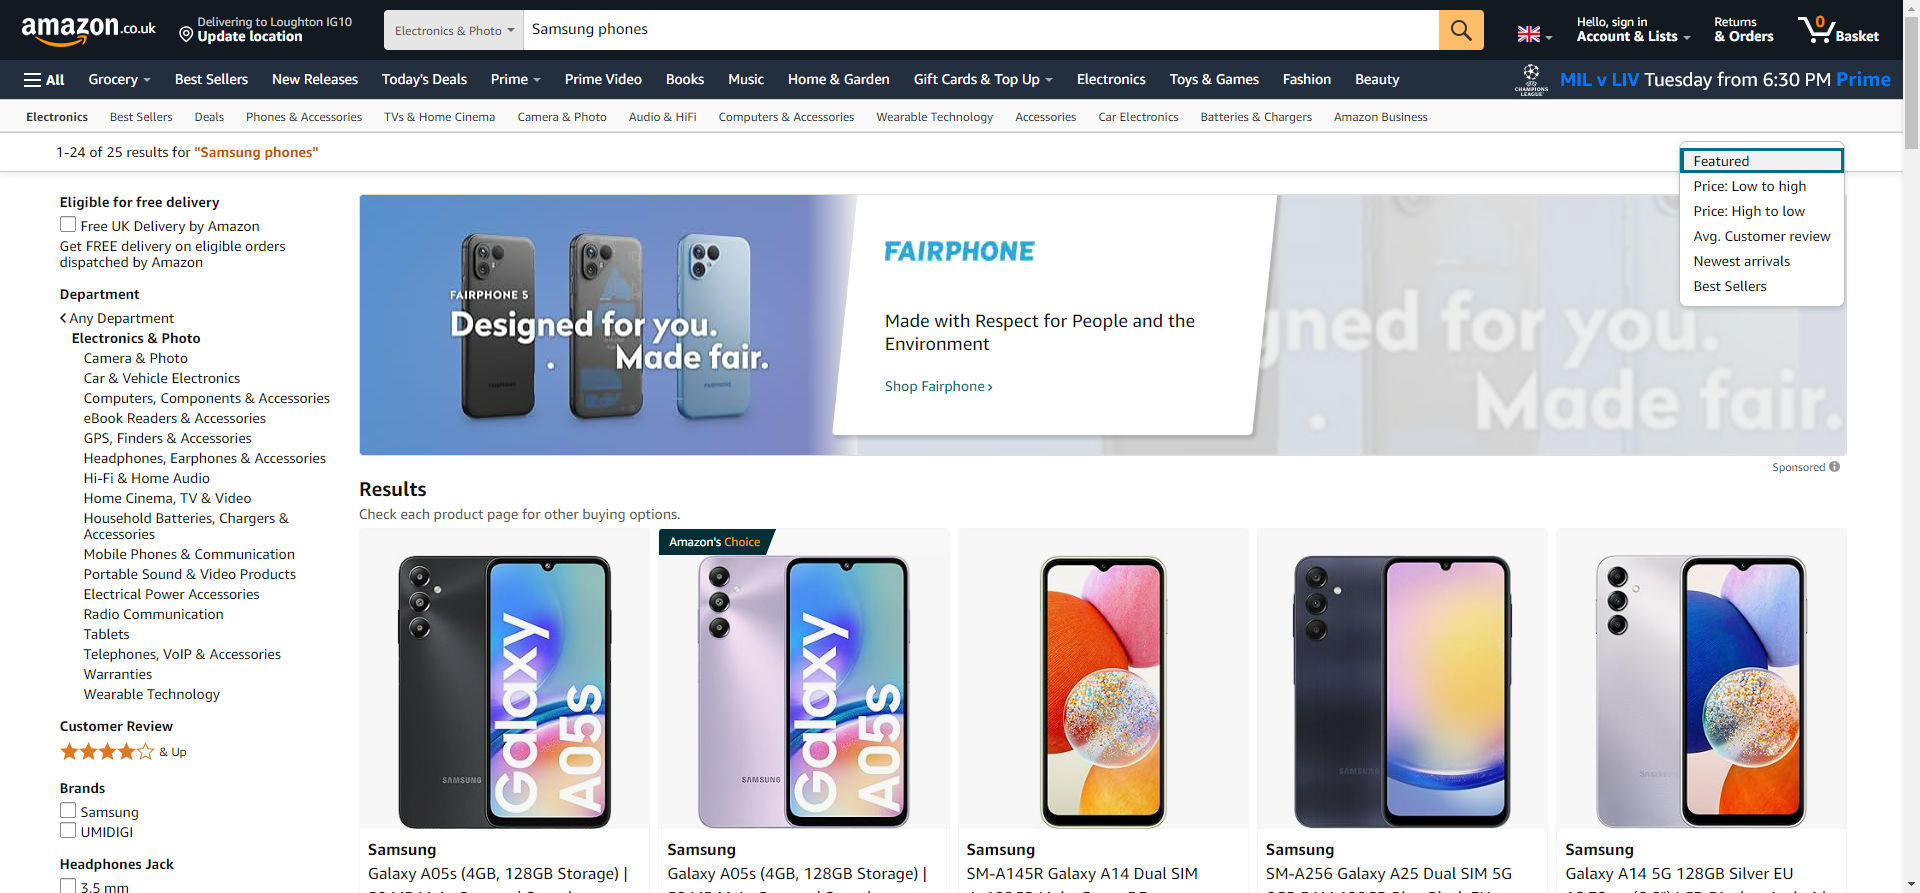 amazon.co.uk
Delivering to Loughton IG10
Update location
Electronics & Photo
Samsung phones
Hello, sign in
Account & Lists
Returns
& Orders
0
Basket
All
Grocery
Best Sellers
New Releases
Today's Deals
Prime
Prime Video
Books
Music
Home & Garden
Gift Cards & Top Up
Electronics
Toys & Games
Fashion
Beauty
CHAMPIONS
LEAGUE
MIL v LIV Tuesday from 6:30 PM Prime
Electronics
Best Sellers
Deals
Phones & Accessories
TVs & Home Cinema
Camera & Photo
Audio & HiFi
Computers & Accessories
Wearable Technology
Accessories
Car Electronics
Batteries & Chargers
Amazon Business
1-24 of 25 results for "Samsung phones"
Featured
Price: Low to high
Price: High to low
Avg. Customer review
Newest arrivals
Best Sellers
Eligible for free delivery
Free UK Delivery by Amazon
Get FREE delivery on eligible orders
dispatched by Amazon
Department
Any Department
Electronics & Photo
Camera & Photo
Car & Vehicle Electronics
Computers, Components & Accessories
eBook Readers & Accessories
GPS, Finders & Accessories
Headphones, Earphones & Accessories
Hi-Fi & Home Audio
Home Cinema, TV & Video
Household Batteries, Chargers &
Accessories
Mobile Phones & Communication
Portable Sound & Video Products
Electrical Power Accessories
Radio Communication
Tablets
Telephones, VoIP & Accessories
Warranties
Wearable Technology
Customer Review
& Up
Brands
Samsung
UMIDIGI
Headphones Jack
3.5 mm
FAIRPHONE 5
Designed for you.
. Made fair.
FAIRPHONE
Made with Respect for People and the
Environment
Shop Fairphone ›
gned for you.
. Made fair.
Sponsored
Results
Check each product page for other buying options.
SAMSUNG
Galaxy
A05s
Samsung
Galaxy A05s (4GB, 128GB Storage) |
Amazon's Choice
SAMSUNG
Galaxy
A05s
Samsung
Galaxy A05s (4GB, 128GB Storage) |
Samsung
SM-A145R Galaxy A14 Dual SIM
SAMSUNG
Samsung
SM-A256 Galaxy A25 Dual SIM 5G
SAMSUNG
Samsung
Galaxy A14 5G 128GB Silver EU